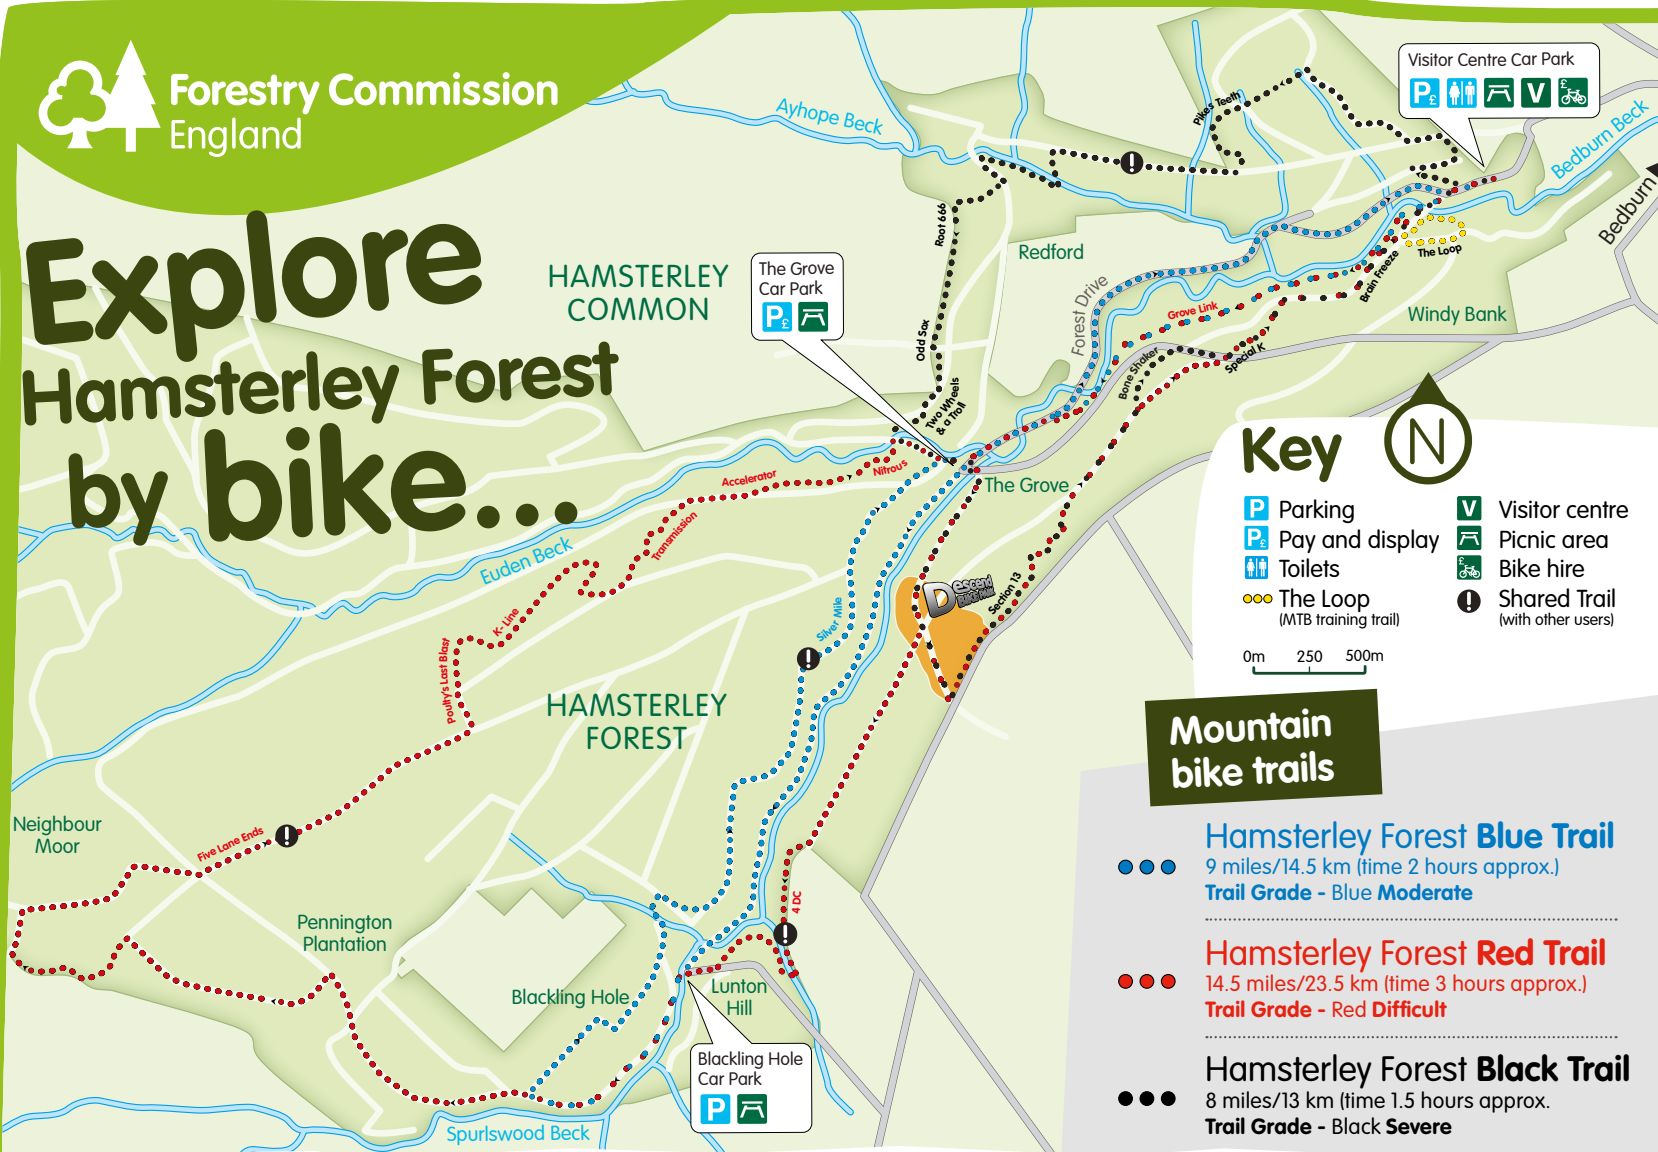 Forestry Commission
England
Explore
Hamsterley Forest
by bike...
Ayhope Beck
Pikes Teeth
Visitor Centre Car Park
P£
V
£
Bedburn Beck
Bedburn
HAMSTERLEY
COMMON
The Grove
Car Park
P£
Root 666
Odd Sox
Two Wheels
& a Troll
Redford
Forest Drive
Grove Link
The Loop
Brain Freeze
Windy Bank
Bone Shaker
Special K
Accelerator
Nitrous
The Grove
Transmission
Euden Beck
K-Line
Poulty's Last Blast
Silver Mile
Descend
BIKE PARK
Section 13
HAMSTERLEY
FOREST
Neighbour
Moor
Five Lane Ends
Pennington
Plantation
4 DC
Blackling Hole
Lunton
Hill
Blackling Hole
Car Park
P
Spurlswood Beck
Key
N
P Parking
P£ Pay and display
Toilets
The Loop
(MTB training trail)
V Visitor centre
Picnic area
£ Bike hire
! Shared Trail
(with other users)
0m 250 500m
Mountain
bike trails
Hamsterley Forest Blue Trail
9 miles/14.5 km (time 2 hours approx.)
Trail Grade - Blue Moderate
Hamsterley Forest Red Trail
14.5 miles/23.5 km (time 3 hours approx.)
Trail Grade - Red Difficult
Hamsterley Forest Black Trail
8 miles/13 km (time 1.5 hours approx.
Trail Grade - Black Severe